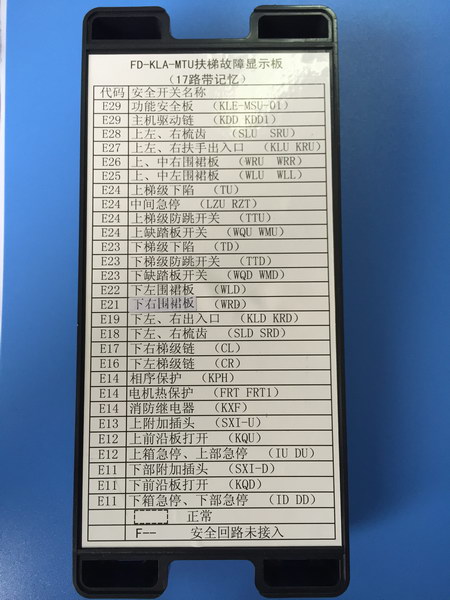 FD-KLA-MTU扶梯故障显示板
(17路带记忆)
代码 安全开关名称
E29 功能安全板 (KLE-MSU-01)
E29 主机驱动链 (KDD KDD1)
E28 上左、右梳齿 (SLU SRU)
E27 上左、右扶手出入口 (KLU KRU)
E26 上、中右围裙板 (WRU WRR)
E25 上、中左围裙板 (WLU WLL)
E24 上梯级下陷 (TU)
E24 中间急停 (LZU RZT)
E24 上梯级防跳开关 (TTU)
E24 上缺踏板开关 (WQU WMU)
E23 下梯级下陷 (TD)
E23 下梯级防跳开关 (TTD)
E23 下缺踏板开关 (WQD WMD)
E22 下左围裙板 (WLD)
E21 下右围裙板 (WRD)
E19 下左、右出入口 (KLD KRD)
E18 下左、右梳齿 (SLD SRD)
E17 下右梯级链 (CL)
E16 下左梯级链 (CR)
E14 相序保护 (KPH)
E14 电机热保护 (FRT FRT1)
E14 消防继电器 (KXF)
E13 上附加插头 (SXI-U)
E12 上前沿板打开 (KQU)
E12 上箱急停、上部急停 (IU DU)
E11 下部附加插头 (SXI-D)
E11 下前沿板打开 (KQD)
E11 下箱急停、下部急停 (ID DD)
正常
F-- 安全回路未接入